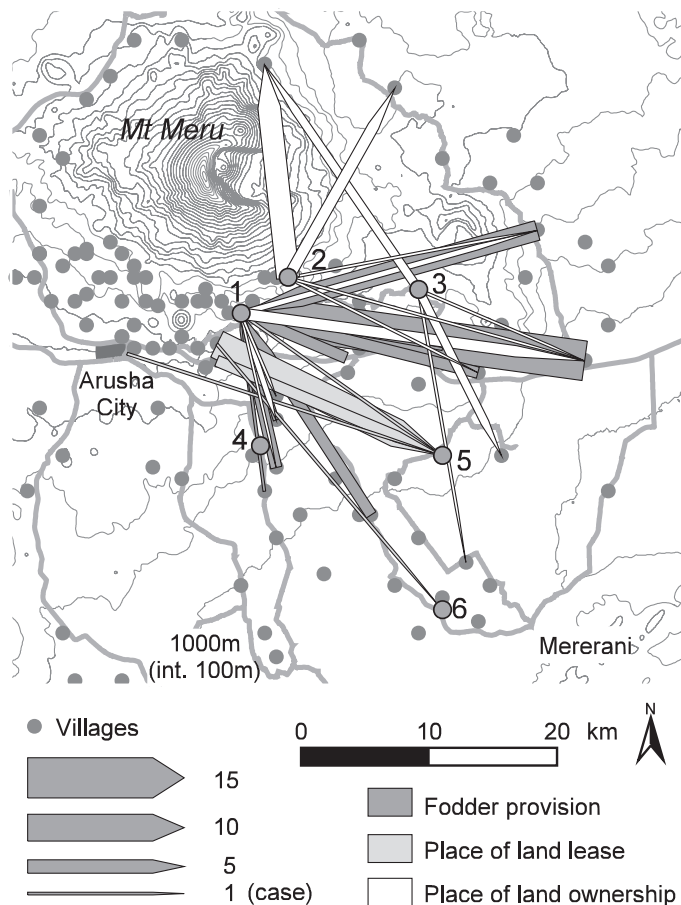 Mt Meru
2
3
1
Arusha
City
4
5
6
1000m
(int. 100m)
Mererani
Villages
0 10 20 km
N
15
10
5
1 (case)
Fodder provision
Place of land lease
Place of land ownership